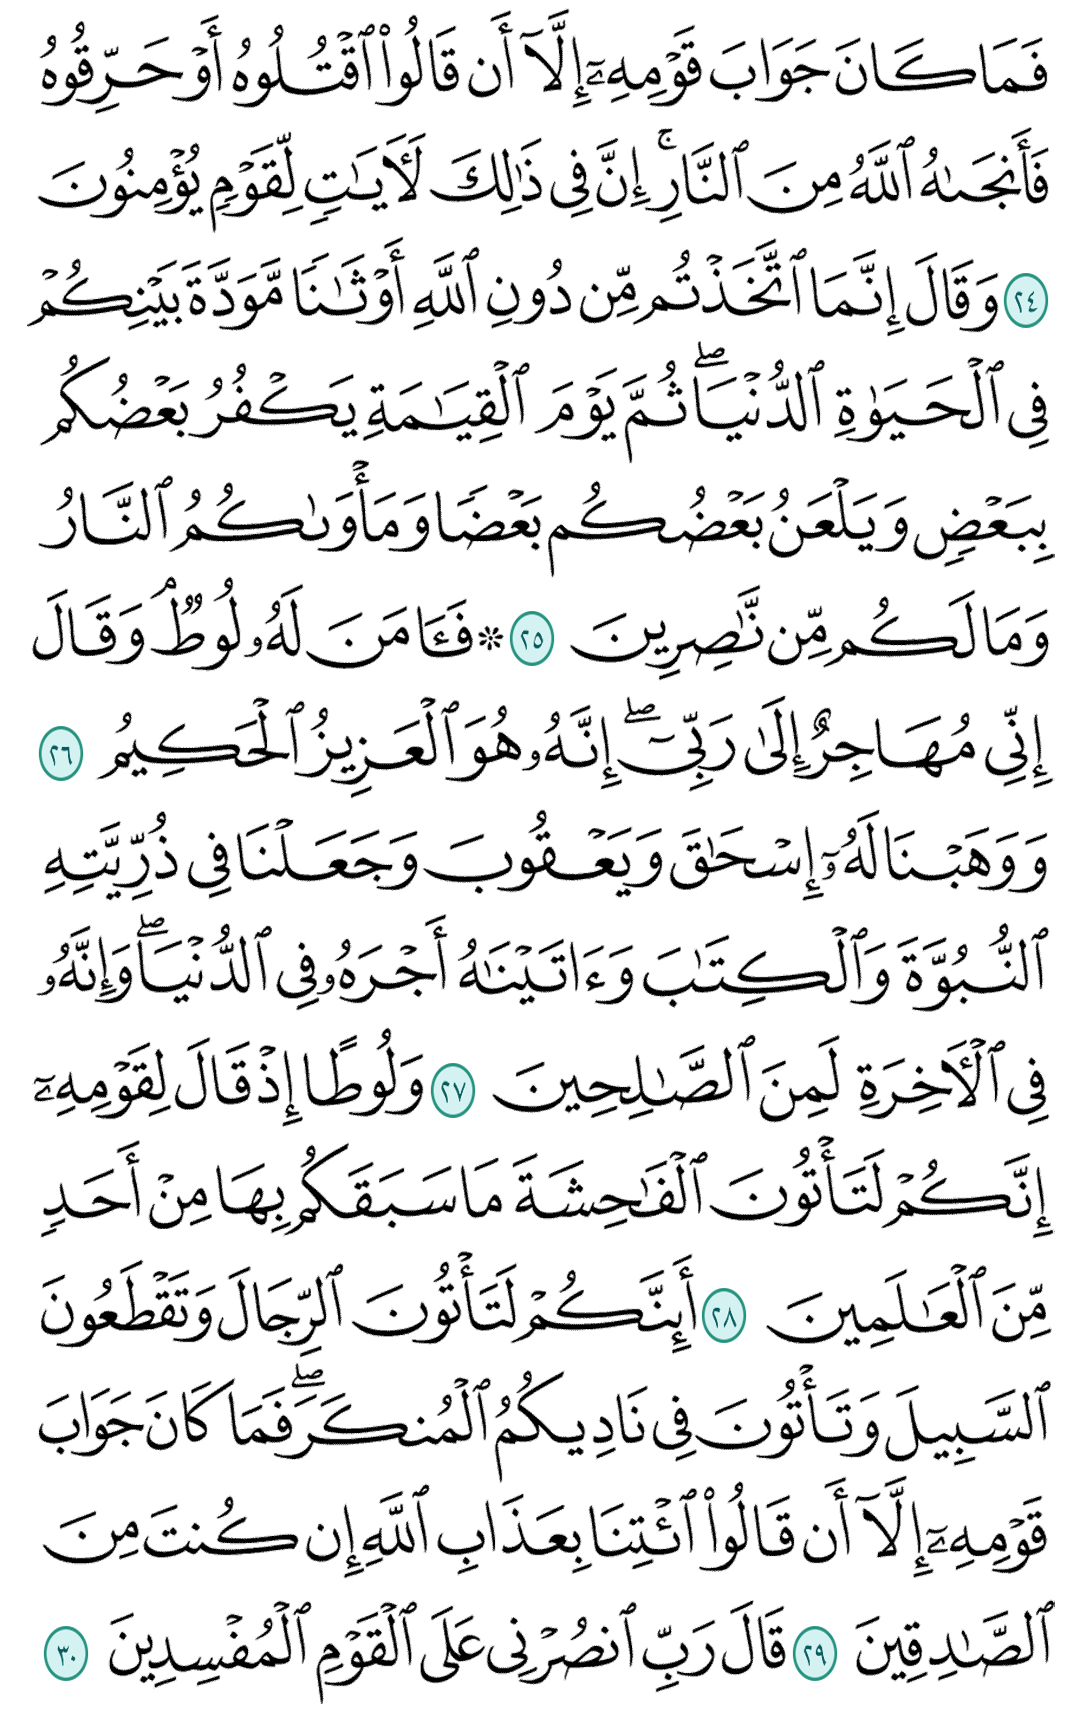 فَمَا كَانَ جَوَابَ قَوْمِهِۦٓ إِلَّآ أَن قَالُوا۟ ٱقْتُلُوهُ أَوْ حَرِّقُوهُ
فَأَنجَىٰهُ ٱللَّهُ مِنَ ٱلنَّارِ ۚ إِنَّ فِى ذَٰلِكَ لَـَٔايَـٰتٍ لِّقَوْمٍ يُؤْمِنُونَ
٢٤ وَقَالَ إِنَّمَا ٱتَّخَذْتُم مِّن دُونِ ٱللَّهِ أَوْثَـٰنًا مَّوَدَّةَ بَيْنِكُمْ
فِى ٱلْحَيَوٰةِ ٱلدُّنْيَا ۖ ثُمَّ يَوْمَ ٱلْقِيَـٰمَةِ يَكْفُرُ بَعْضُكُم
بِبَعْضٍ وَيَلْعَنُ بَعْضُكُم بَعْضًا وَمَأْوَىٰكُمُ ٱلنَّارُ
وَمَا لَكُم مِّن نَّـٰصِرِينَ ٢٥ ۞ فَـَٔامَنَ لَهُۥ لُوطٌ ۘ وَقَالَ
إِنِّى مُهَاجِرٌ إِلَىٰ رَبِّىٓ ۖ إِنَّهُۥ هُوَ ٱلْعَزِيزُ ٱلْحَكِيمُ ٢٦
وَوَهَبْنَا لَهُۥٓ إِسْحَـٰقَ وَيَعْقُوبَ وَجَعَلْنَا فِى ذُرِّيَّتِهِ
ٱلنُّبُوَّةَ وَٱلْكِتَـٰبَ وَءَاتَيْنَـٰهُ أَجْرَهُۥ فِى ٱلدُّنْيَا ۖ وَإِنَّهُۥ
فِى ٱلْـَٔاخِرَةِ لَمِنَ ٱلصَّـٰلِحِينَ ٢٧ وَلُوطًا إِذْ قَالَ لِقَوْمِهِۦٓ
إِنَّكُمْ لَتَأْتُونَ ٱلْفَـٰحِشَةَ مَا سَبَقَكُم بِهَا مِنْ أَحَدٍ
مِّنَ ٱلْعَـٰلَمِينَ ٢٨ أَئِنَّكُمْ لَتَأْتُونَ ٱلرِّجَالَ وَتَقْطَعُونَ
ٱلسَّبِيلَ وَتَأْتُونَ فِى نَادِيكُمُ ٱلْمُنكَرَ ۖ فَمَا كَانَ جَوَابَ
قَوْمِهِۦٓ إِلَّآ أَن قَالُوا۟ ٱئْتِنَا بِعَذَابِ ٱللَّهِ إِن كُنتَ مِنَ
ٱلصَّـٰدِقِينَ ٢٩ قَالَ رَبِّ ٱنصُرْنِى عَلَى ٱلْقَوْمِ ٱلْمُفْسِدِينَ ٣٠